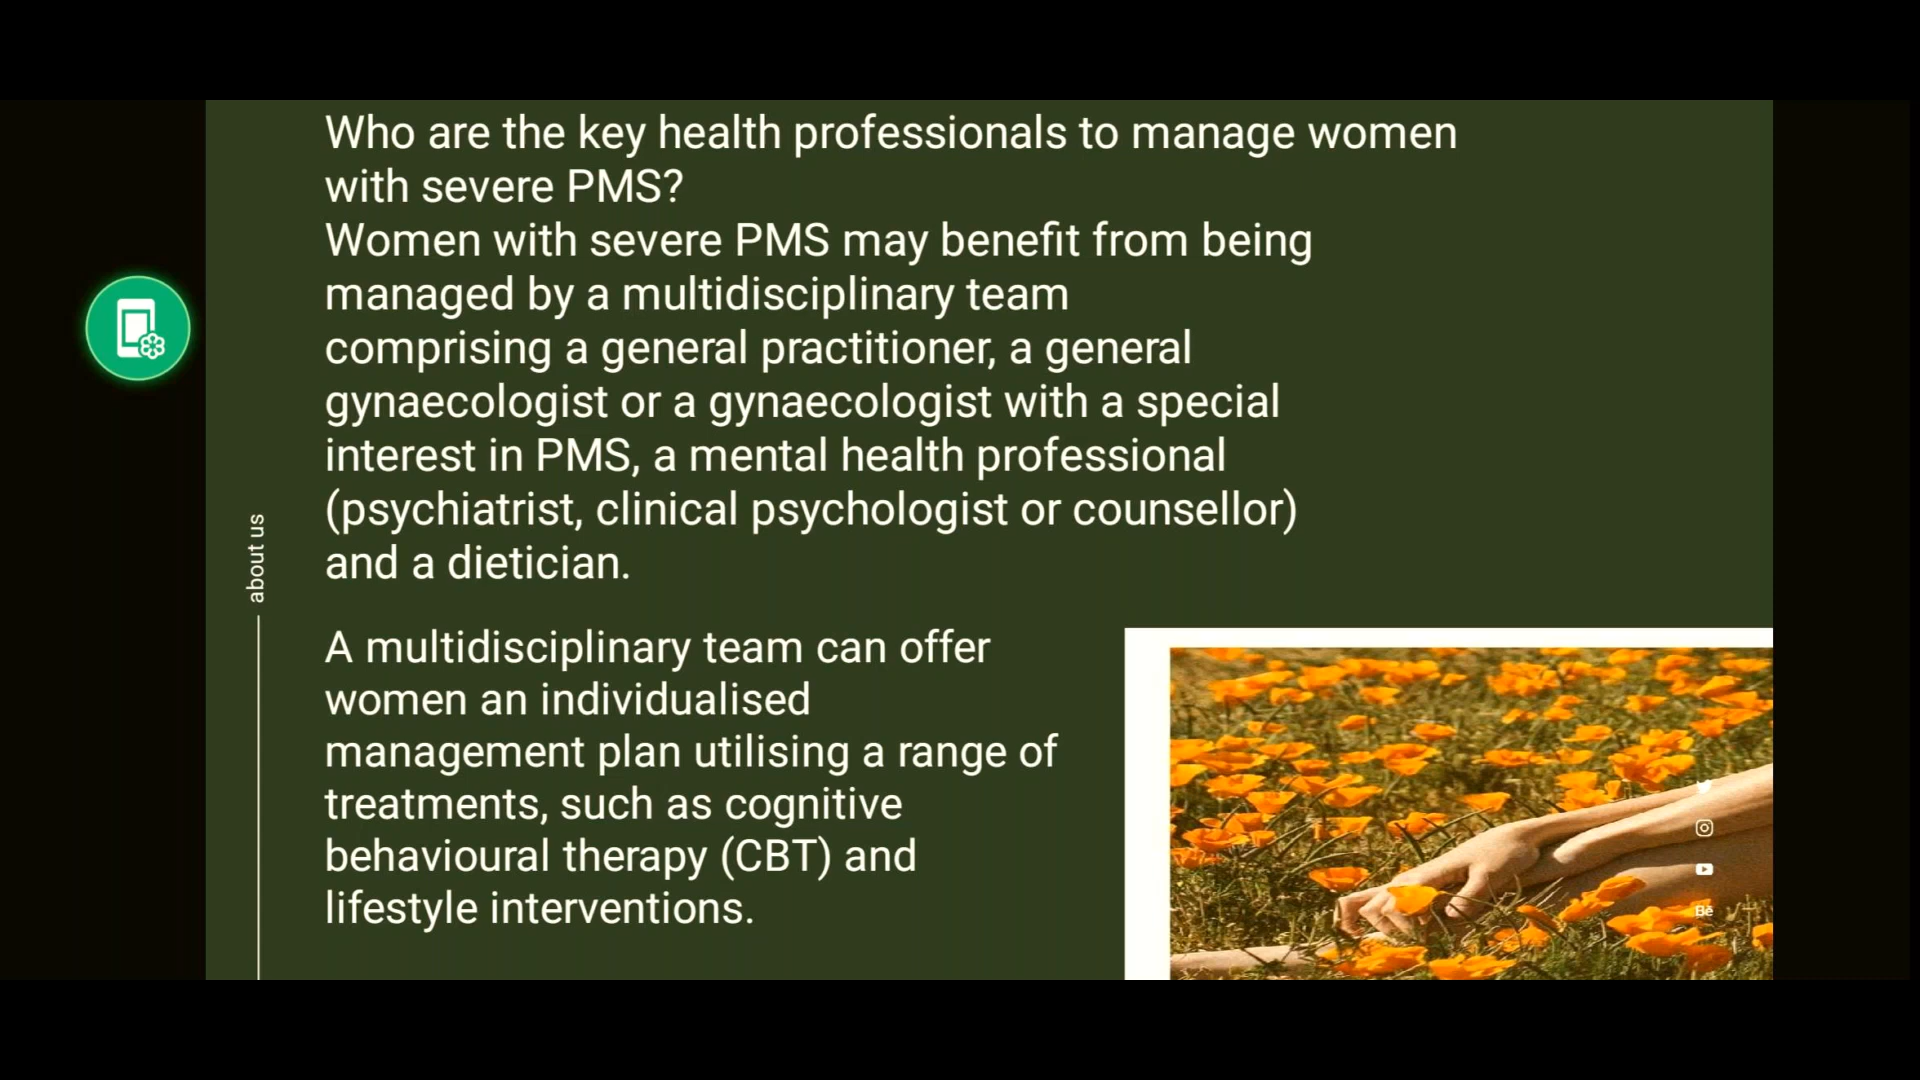 Who are the key health professionals to manage women
with severe PMS?
Women with severe PMS may benefit from being
managed by a multidisciplinary team
comprising a general practitioner, a general
gynaecologist or a gynaecologist with a special
interest in PMS, a mental health professional
(psychiatrist, clinical psychologist or counsellor)
and a dietician.
about us
A multidisciplinary team can offer
women an individualised
management plan utilising a range of
treatments, such as cognitive
behavioural therapy (CBT) and
lifestyle interventions.
Bē